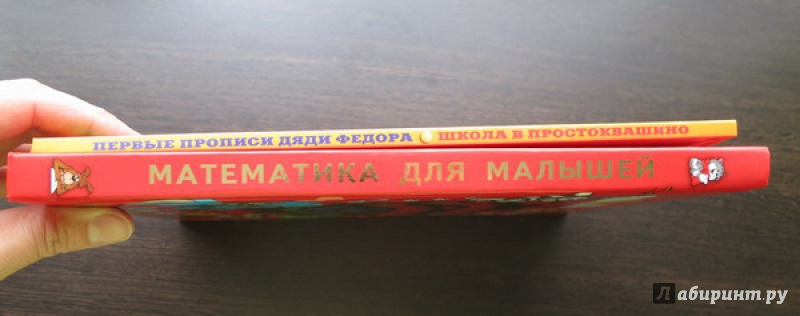 ПЕРВЫЕ ПРОПИСИ ДЯДИ ФЕДОРА ШКОЛА В ПРОСТОКВАШИНО
МАТЕМАТИКА ДЛЯ МАЛЫШЕЙ
Лабиринт.ру